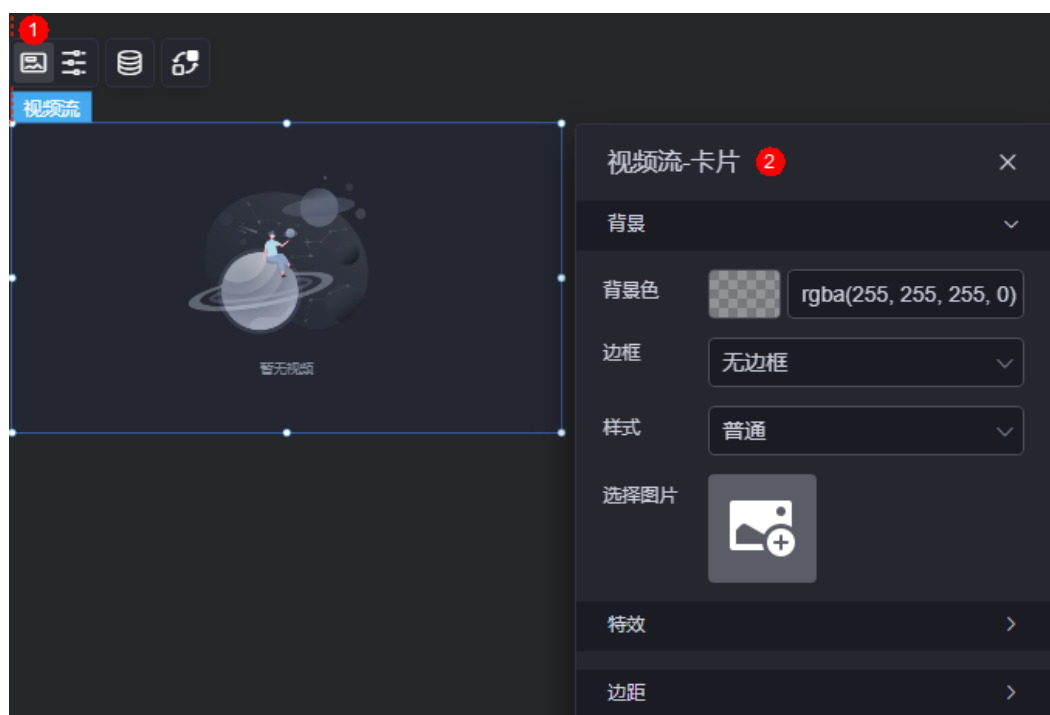 1
视频流
暂无视频
视频流-卡片 2
背景
背景色 rgba(255, 255, 255, 0)
边框 无边框
样式 普通
选择图片
特效
边距